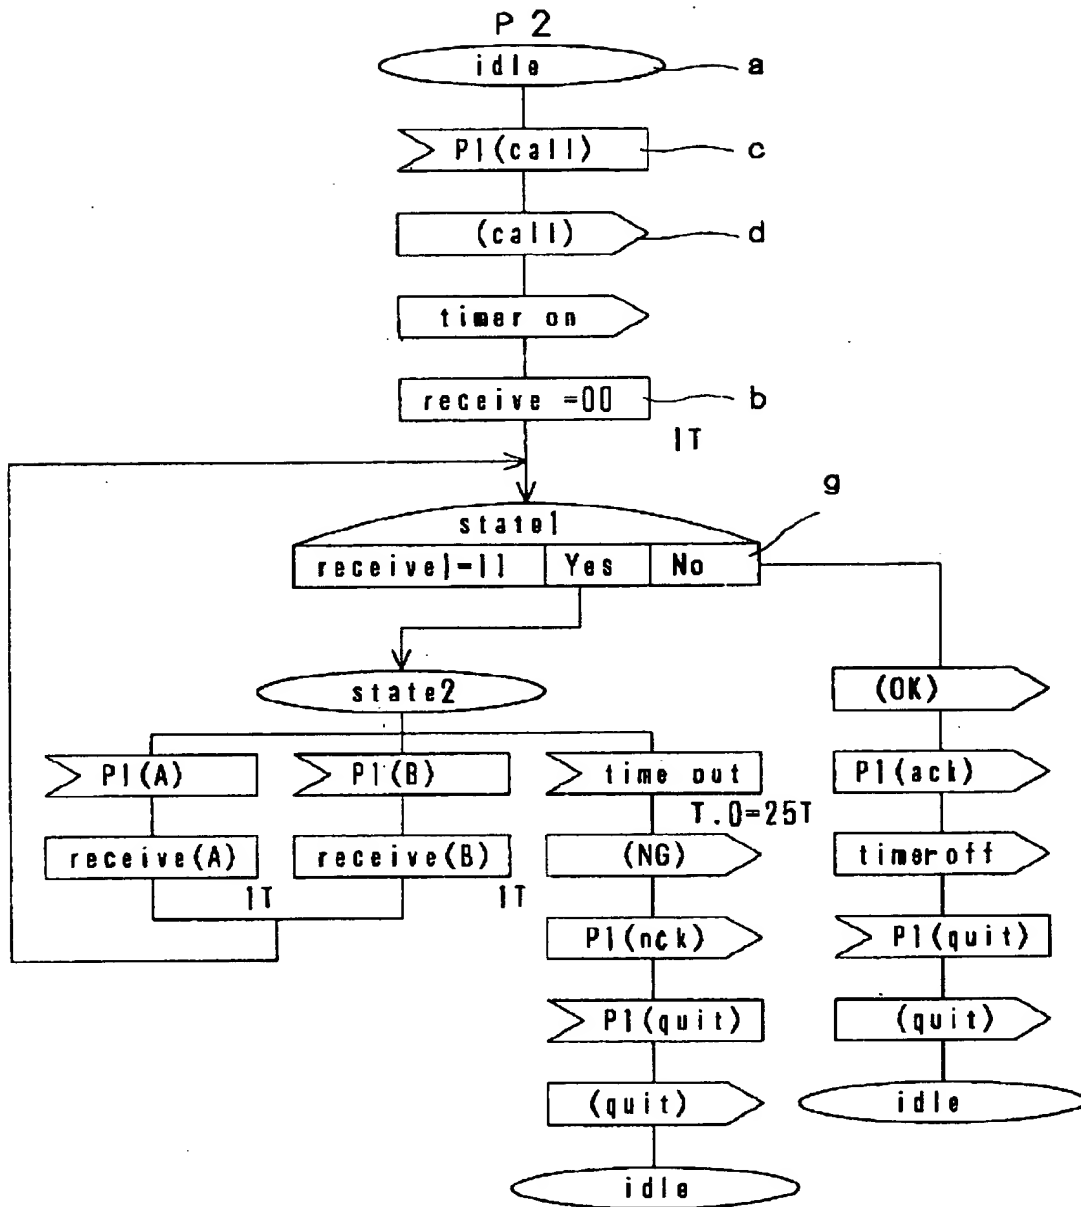 P2
idle
a
P1(call)
c
(call)
d
timer on
receive =00
b
1T
g
state1
receive!=11
Yes
No
state2
(OK)
P1(A)
P1(B)
time out
P1(ack)
T.O=25T
receive(A)
receive(B)
(NG)
timeroff
1T
1T
P1(nck)
P1(quit)
P1(quit)
(quit)
(quit)
idle
idle